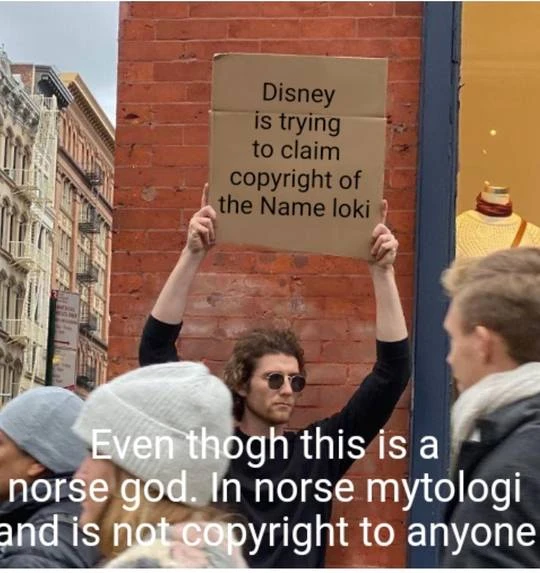 Disney
is trying
to claim
copyright of
the Name loki
Even thogh this is a
norse god. In norse mytologi
and is not copyright to anyone